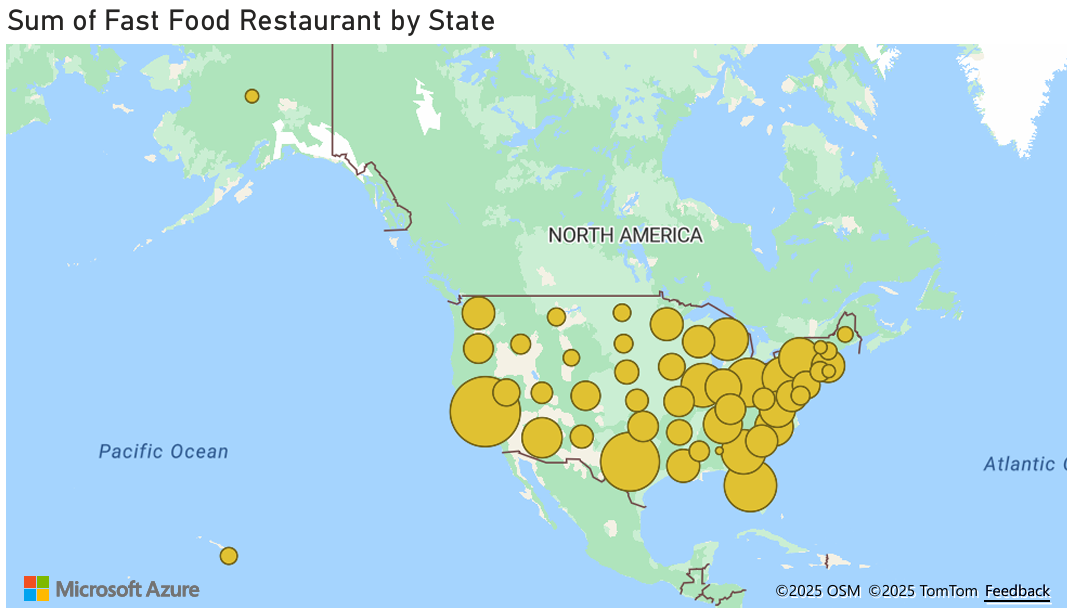 Sum of Fast Food Restaurant by State
NORTH AMERICA
Pacific Ocean
Atlantic
Microsoft Azure
©2025 OSM ©2025 TomTom Feedback